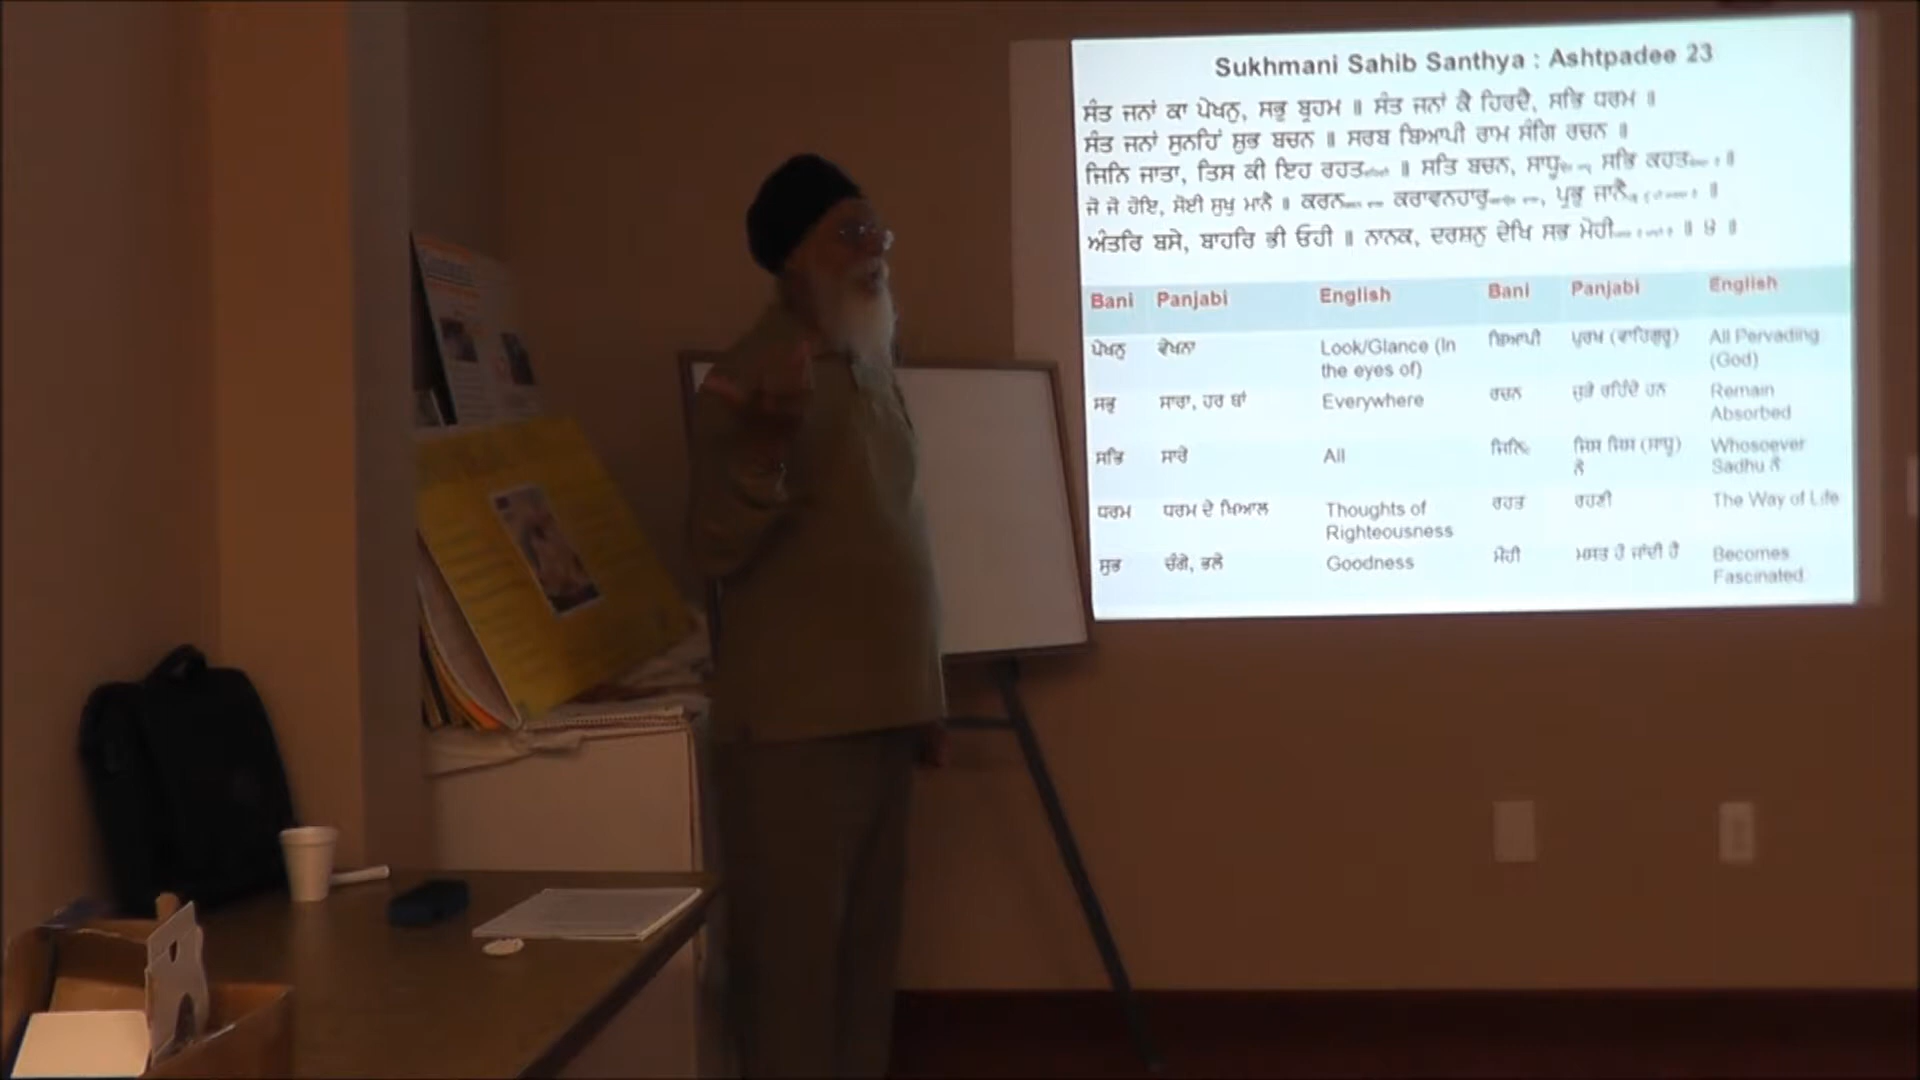 Sukhmani Sahib Santhya : Ashtpadee 23
ਸੰਤ ਜਨਾਂ ਕਾ ਪੇਖਨੁ, ਸਭੁ ਬ੍ਰਹਮ ॥ ਸੰਤ ਜਨਾਂ ਕੈ ਹਿਰਦੈ, ਸਭਿ ਧਰਮ ॥
ਸੰਤ ਜਨਾਂ ਸੁਨਹਿਂ ਸੁਭ ਬਚਨ ॥ ਸਰਬ ਬਿਆਪੀ ਰਾਮ ਸੰਗਿ ਰਚਨ ॥
ਜਿਨਿ ਜਾਤਾ, ਤਿਸ ਕੀ ਇਹ ਰਹਤ ॥ ਸਤਿ ਬਚਨ, ਸਾਧੂ ਸਭਿ ਕਹਤ ॥
ਜੋ ਜੋ ਹੋਇ, ਸੋਈ ਸੁਖੁ ਮਾਨੈ ॥ ਕਰਨ ਕਰਾਵਨਹਾਰੁ, ਪ੍ਰਭੁ ਜਾਨੈ ॥
ਅੰਤਰਿ ਬਸੇ, ਬਾਹਰਿ ਭੀ ਓਹੀ ॥ ਨਾਨਕ, ਦਰਸਨੁ ਦੇਖਿ ਸਭ ਮੋਹੀ ॥ ੪ ॥
Bani Panjabi English Bani Panjabi English
ਪੇਖਨੁ ਵੇਖਨਾ Look/Glance (In ਬਿਆਪੀ ਪੁਰਖ (ਵਾਹਿਗੁਰੂ) All Pervading
the eyes of) (God)
ਸਭੁ ਸਾਰਾ, ਹਰ ਥਾਂ Everywhere ਰਚਨ ਜੁੜੇ ਰਹਿੰਦੇ ਹਨ Remain
Absorbed
ਸਭਿ ਸਾਰੇ All ਜਿਨਿ ਜਿਸ ਜਿਸ (ਸਾਧੂ) Whosoever
ਨੇ Sadhu ਨੇ
ਧਰਮ ਧਰਮ ਦੇ ਖਿਆਲ Thoughts of ਰਹਤ ਰਹਣੀ The Way of Life
Righteousness
ਸੁਭ ਚੰਗੇ, ਭਲੇ Goodness ਮੋਹੀ ਮਸਤ ਹੋ ਜਾਂਦੀ ਹੈ Becomes
Fascinated